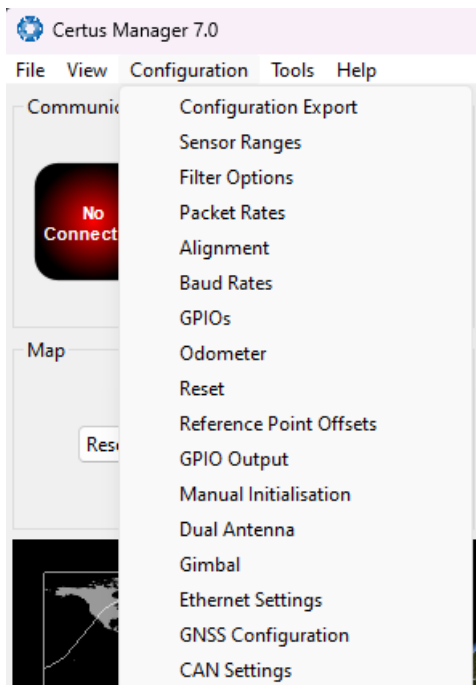 Certus Manager 7.0
File View Configuration Tools Help
Configuration Export
Sensor Ranges
Filter Options
Packet Rates
Alignment
Baud Rates
GPIOs
Odometer
Reset
Reference Point Offsets
GPIO Output
Manual Initialisation
Dual Antenna
Gimbal
Ethernet Settings
GNSS Configuration
CAN Settings
No
Map